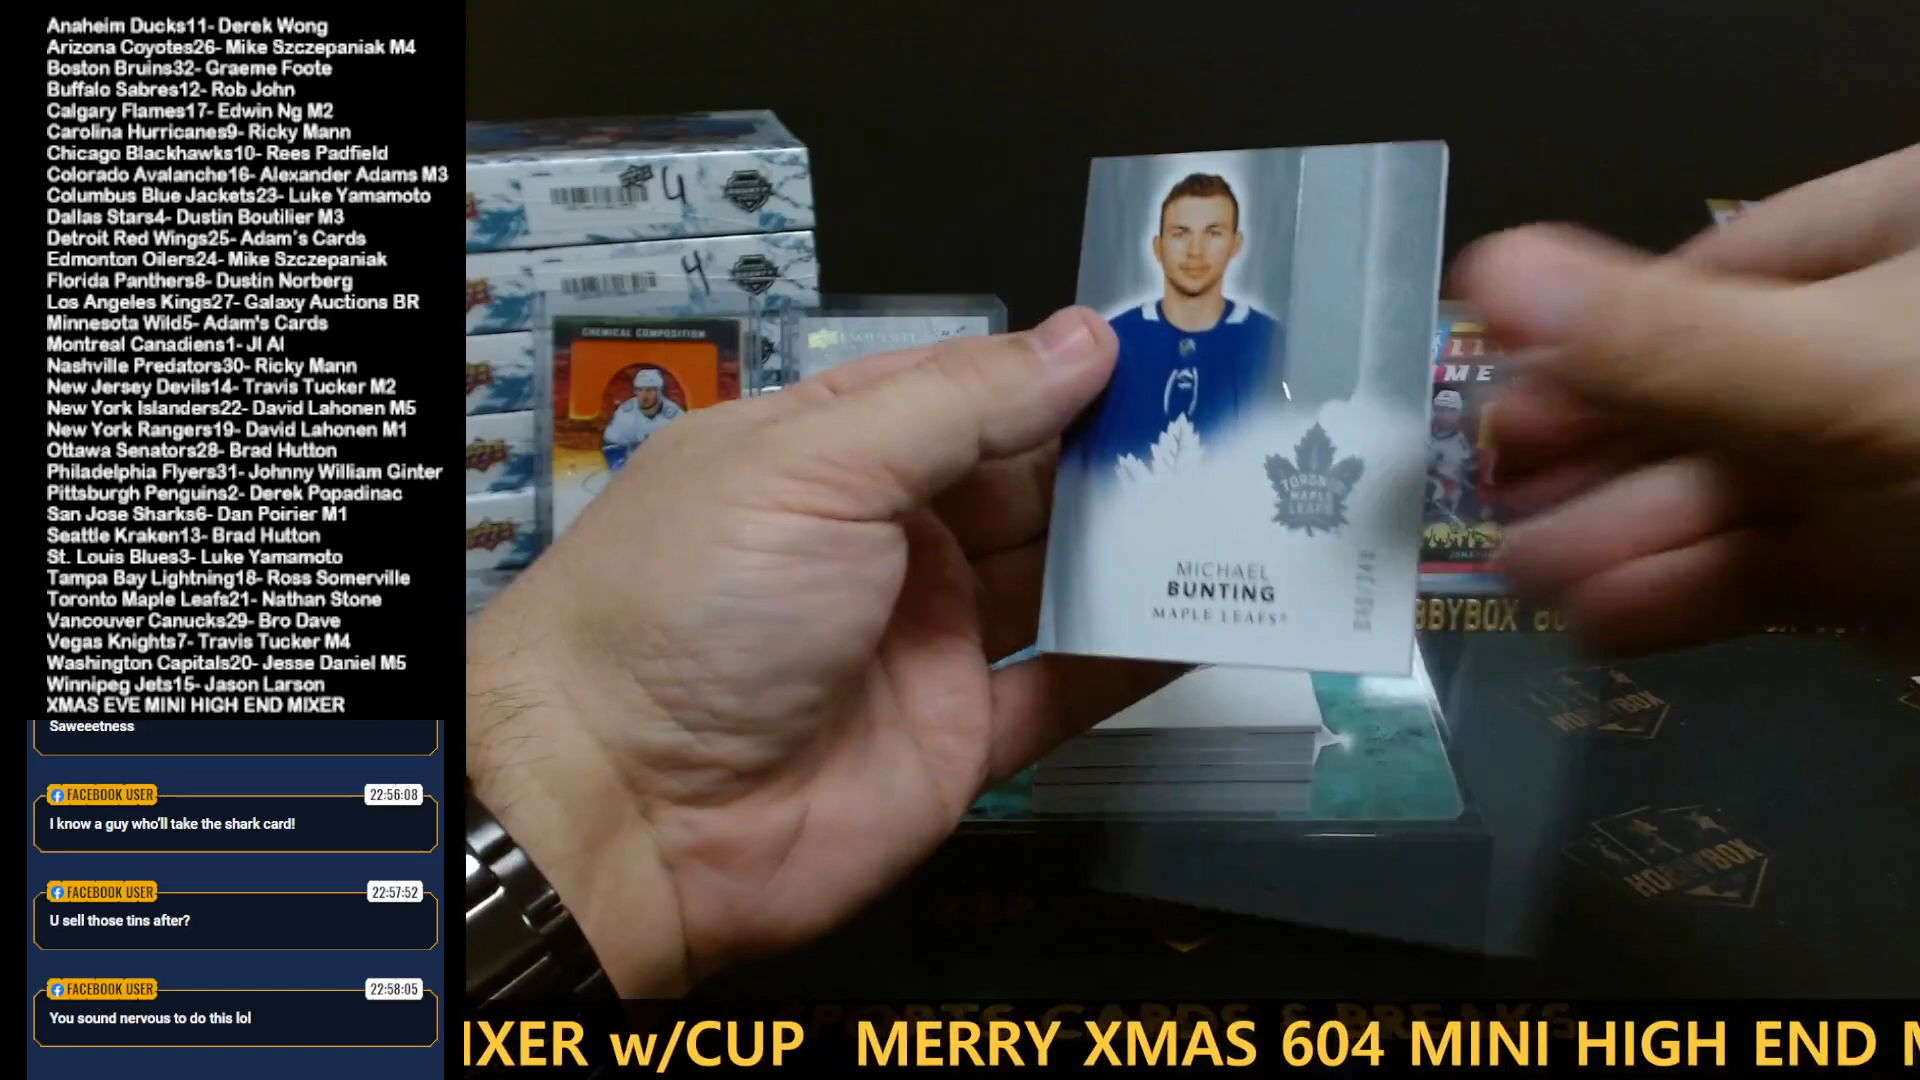 Anaheim Ducks11- Derek Wong
Arizona Coyotes26- Mike Szczepaniak M4
Boston Bruins32- Graeme Foote
Buffalo Sabres12- Rob John
Calgary Flames17- Edwin Ng M2
Carolina Hurricanes9- Ricky Mann
Chicago Blackhawks10- Rees Padfield
Colorado Avalanche16- Alexander Adams M3
Columbus Blue Jackets23- Luke Yamamoto
Dallas Stars4- Dustin Boutilier M3
Detroit Red Wings25- Adam's Cards
Edmonton Oilers24- Mike Szczepaniak
Florida Panthers8- Dustin Norberg
Los Angeles Kings27- Galaxy Auctions BR
Minnesota Wild5- Adam's Cards
Montreal Canadiens1- JI AI
Nashville Predators30- Ricky Mann
New Jersey Devils14- Travis Tucker M2
New York Islanders22- David Lahonen M5
New York Rangers19- David Lahonen M1
Ottawa Senators28- Brad Hutton
Philadelphia Flyers31- Johnny William Ginter
Pittsburgh Penguins2- Derek Popadinac
San Jose Sharks6- Dan Poirier M1
Seattle Kraken13- Brad Hutton
St. Louis Blues3- Luke Yamamoto
Tampa Bay Lightning18- Ross Somerville
Toronto Maple Leafs21- Nathan Stone
Vancouver Canucks29- Bro Dave
Vegas Knights7- Travis Tucker M4
Washington Capitals20- Jesse Daniel M5
Winnipeg Jets15- Jason Larson
XMAS EVE MINI HIGH END MIXER
Saweeetness
FACEBOOK USER 22:56:08
I know a guy who'll take the shark card!
FACEBOOK USER 22:57:52
U sell those tins after?
FACEBOOK USER 22:58:05
You sound nervous to do this lol
4
4
CHEMICAL COMPOSITION
TORONTO
MAPLE
LEAFS
MICHAEL
BUNTING
MAPLE LEAFS
HOBBYBOX
IXER w/CUP MERRY XMAS 604 MINI HIGH END